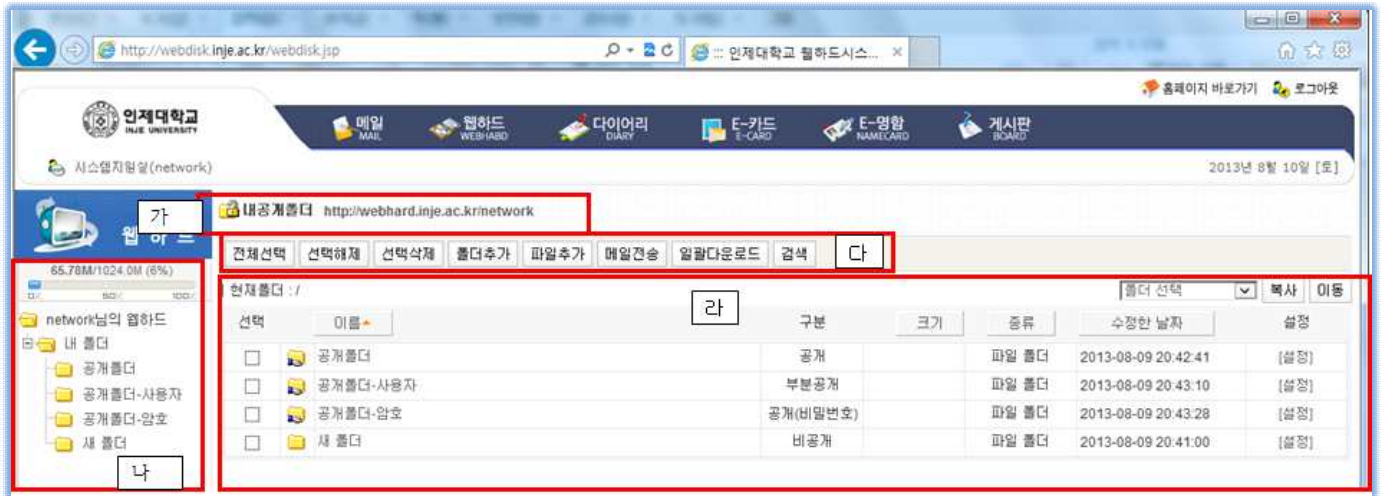 http://webdisk.inje.ac.kr/webdisk.jsp
::: 인제대학교 웹하드시스...
홈페이지 바로가기 로그아웃
인제대학교
INJE UNIVERSITY
메일 웹하드 다이어리 E-카드 E-명함 게시판
MAIL WEBHARD DIARY E-CARD NAMECARD BOARD
시스템지원실(network)
2013년 8월 10일 [토]
가
내공개폴더 http://webhard.inje.ac.kr/network
웹하드
전체선택 선택해제 선택삭제 폴더추가 파일추가 메일전송 일괄다운로드 검색 다
65.78M/1024.0M (6%)
0% 50% 100%
현재폴더 : / 라 폴더 선택 복사 이동
network님의 웹하드
내 폴더
공개폴더
공개폴더-사용자
공개폴더-암호
새 폴더
나
선택 이름 구분 크기 종류 수정한 날짜 설정
공개폴더 공개 파일 폴더 2013-08-09 20:42:41 [설정]
공개폴더-사용자 부분공개 파일 폴더 2013-08-09 20:43:10 [설정]
공개폴더-암호 공개(비밀번호) 파일 폴더 2013-08-09 20:43:28 [설정]
새 폴더 비공개 파일 폴더 2013-08-09 20:41:00 [설정]